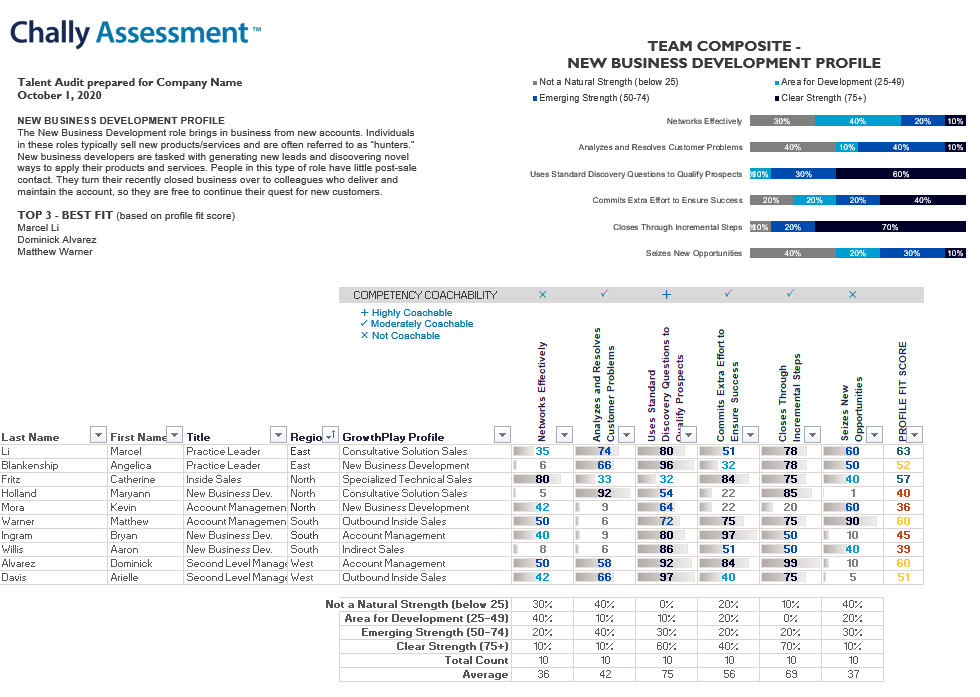 Chally Assessment™
Talent Audit prepared for Company Name
October 1, 2020
NEW BUSINESS DEVELOPMENT PROFILE
The New Business Development role brings in business from new accounts. Individuals
in these roles typically sell new products/services and are often referred to as “hunters.”
New business developers are tasked with generating new leads and discovering novel
ways to apply their products and services. People in this type of role have little post-sale
contact. They turn their recently closed business over to colleagues who deliver and
maintain the account, so they are free to continue their quest for new customers.
TOP 3 - BEST FIT (based on profile fit score)
Marcel Li
Dominick Alvarez
Matthew Warner
TEAM COMPOSITE -
NEW BUSINESS DEVELOPMENT PROFILE
Not a Natural Strength (below 25) Area for Development (25-49)
Emerging Strength (50-74) Clear Strength (75+)
Networks Effectively 30% 40% 20% 10%
Analyzes and Resolves Customer Problems 40% 10% 40% 10%
Uses Standard Discovery Questions to Qualify Prospects 30% 60%
Commits Extra Effort to Ensure Success 20% 20% 20% 40%
Closes Through Incremental Steps 20% 70%
Seizes New Opportunities 40% 20% 30% 10%
COMPETENCY COACHABILITY × ✓ + ✓ ✓ ×
+ Highly Coachable
✓ Moderately Coachable
× Not Coachable
Networks Effectively
Analyzes and Resolves
Customer Problems
Uses Standard
Discovery Questions to
Qualify Prospects
Commits Extra Effort to
Ensure Success
Closes Through
Incremental Steps
Seizes New
Opportunities
PROFILE FIT SCORE
Last Name First Name Title Regio GrowthPlay Profile
Li Marcel Practice Leader East Consultative Solution Sales 35 74 80 51 78 60 63
Blankenship Angelica Practice Leader East New Business Development 6 66 96 32 78 50 52
Fritz Catherine Inside Sales North Specialized Technical Sales 80 33 32 84 75 40 57
Holland Maryann New Business Dev. North Consultative Solution Sales 5 92 54 22 85 1 40
Mora Kevin Account Managemen North New Business Development 42 9 64 22 20 60 36
Warner Matthew Account Managemen South Outbound Inside Sales 50 6 72 75 75 90 60
Ingram Bryan New Business Dev. South Account Management 40 9 80 97 50 10 45
Willis Aaron New Business Dev. South Indirect Sales 8 6 86 51 50 40 39
Alvarez Dominick Second Level Manage West Account Management 50 58 92 84 99 10 60
Davis Arielle Second Level Manage West Outbound Inside Sales 42 66 97 40 75 5 51
Not a Natural Strength (below 25) 30% 40% 0% 20% 10% 40%
Area for Development (25-49) 40% 10% 10% 20% 0% 20%
Emerging Strength (50-74) 20% 40% 30% 20% 20% 30%
Clear Strength (75+) 10% 10% 60% 40% 70% 10%
Total Count 10 10 10 10 10 10
Average 36 42 75 56 69 37